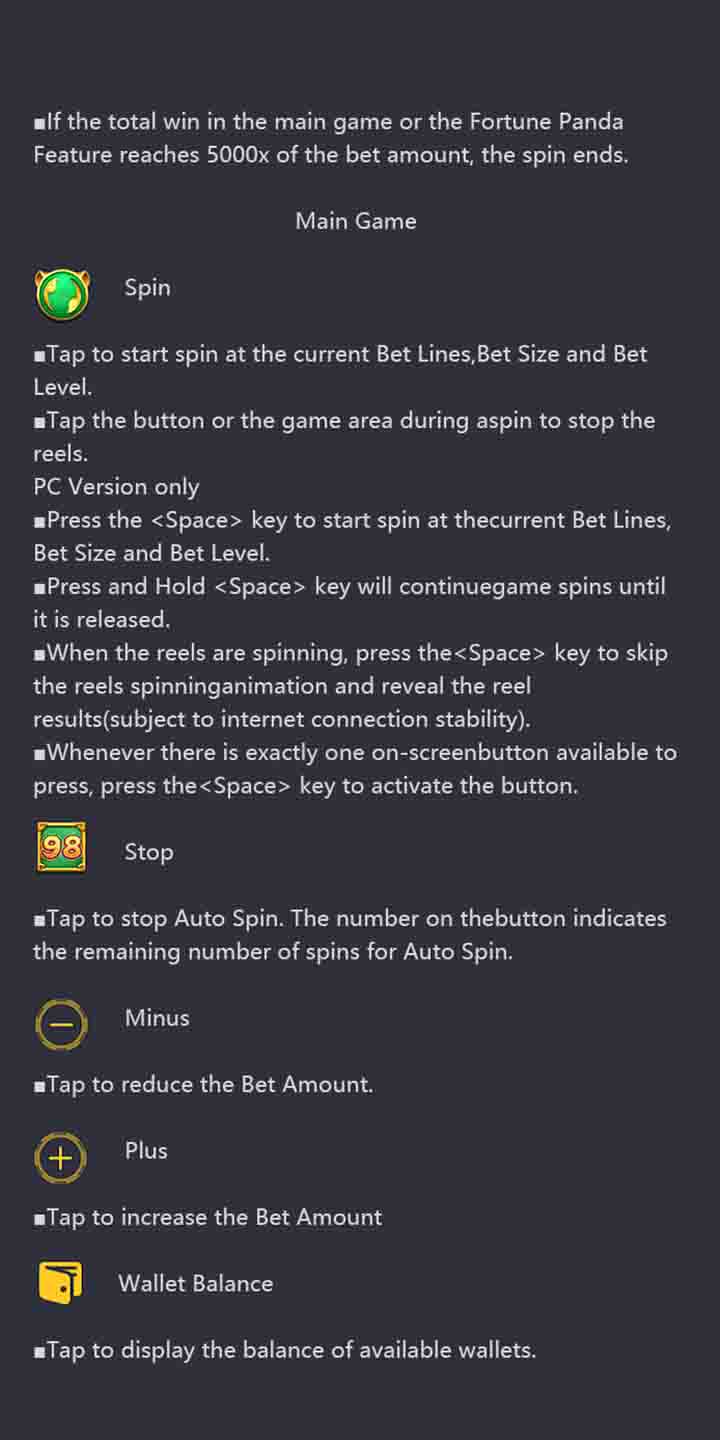 ■If the total win in the main game or the Fortune Panda
Feature reaches 5000x of the bet amount, the spin ends.
Main Game
Spin
■Tap to start spin at the current Bet Lines,Bet Size and Bet
Level.
■Tap the button or the game area during aspin to stop the
reels.
PC Version only
■Press the <Space> key to start spin at thecurrent Bet Lines,
Bet Size and Bet Level.
■Press and Hold <Space> key will continuegame spins until
it is released.
■When the reels are spinning, press the<Space> key to skip
the reels spinninganimation and reveal the reel
results(subject to internet connection stability).
■Whenever there is exactly one on-screenbutton available to
press, press the<Space> key to activate the button.
98
Stop
■Tap to stop Auto Spin. The number on thebutton indicates
the remaining number of spins for Auto Spin.
Minus
■Tap to reduce the Bet Amount.
Plus
■Tap to increase the Bet Amount
Wallet Balance
■Tap to display the balance of available wallets.